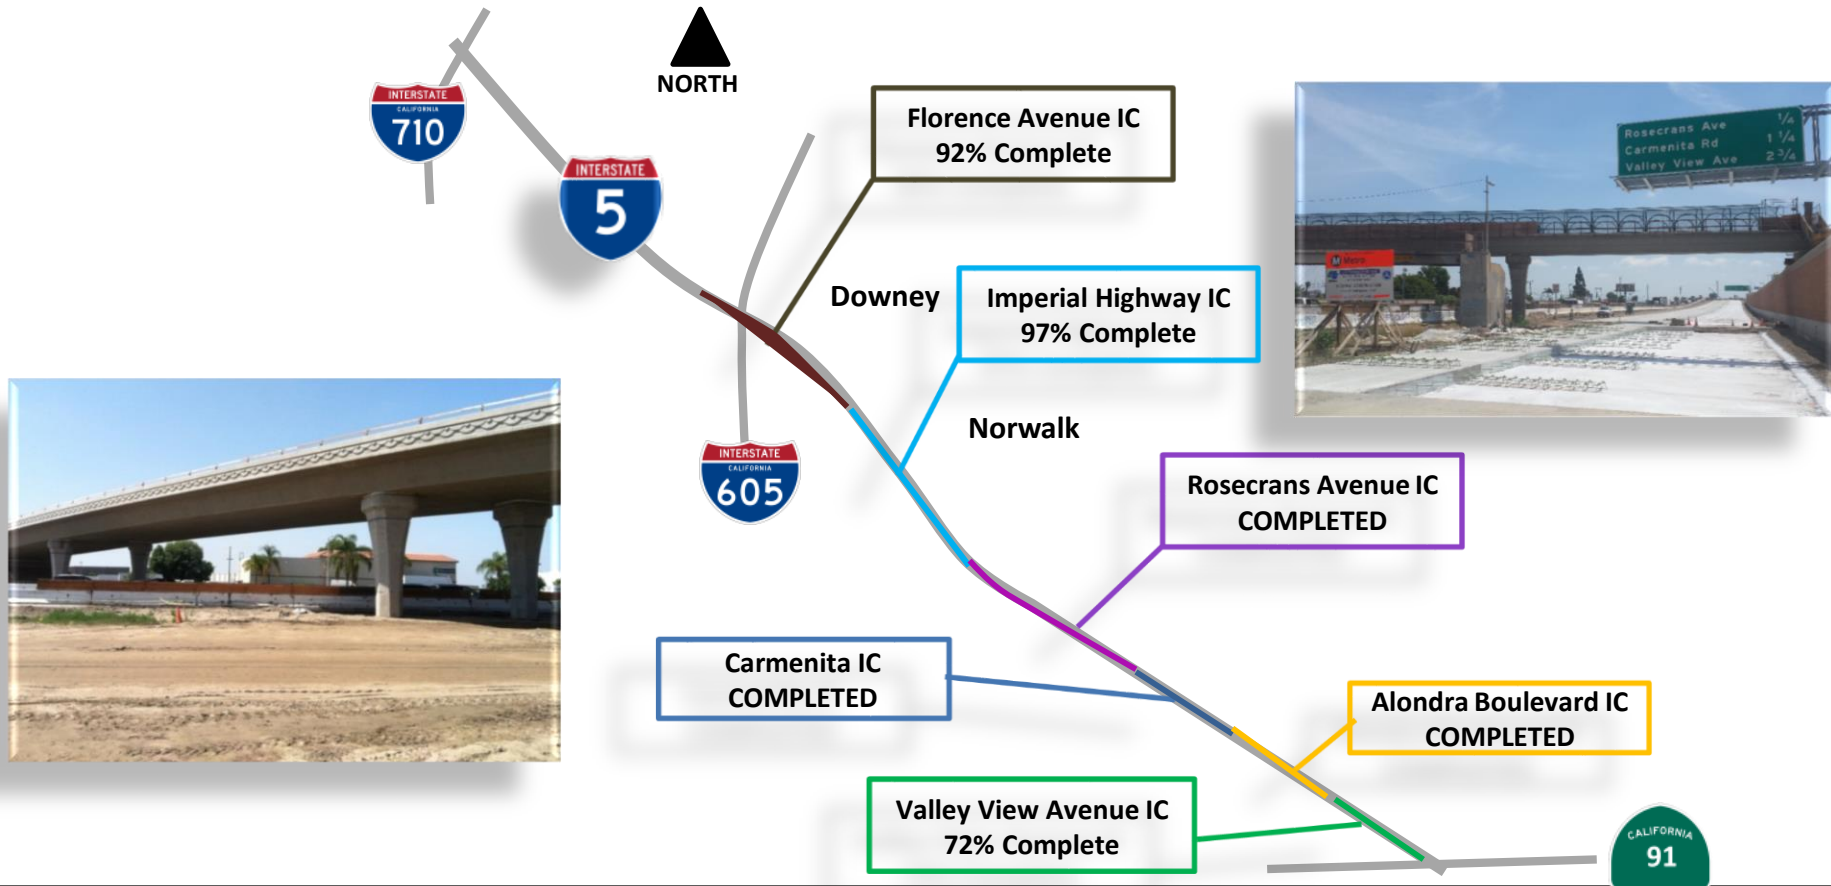 NORTH
INTERSTATE
CALIFORNIA
710
INTERSTATE
5
Florence Avenue IC
92% Complete
Rosecrans Ave 1/4
Carmenita Rd 1 1/4
Valley View Ave 2 3/4
Metro
Downey
Imperial Highway IC
97% Complete
Norwalk
INTERSTATE
CALIFORNIA
605
Rosecrans Avenue IC
COMPLETED
Carmenita IC
COMPLETED
Alondra Boulevard IC
COMPLETED
Valley View Avenue IC
72% Complete
CALIFORNIA
91